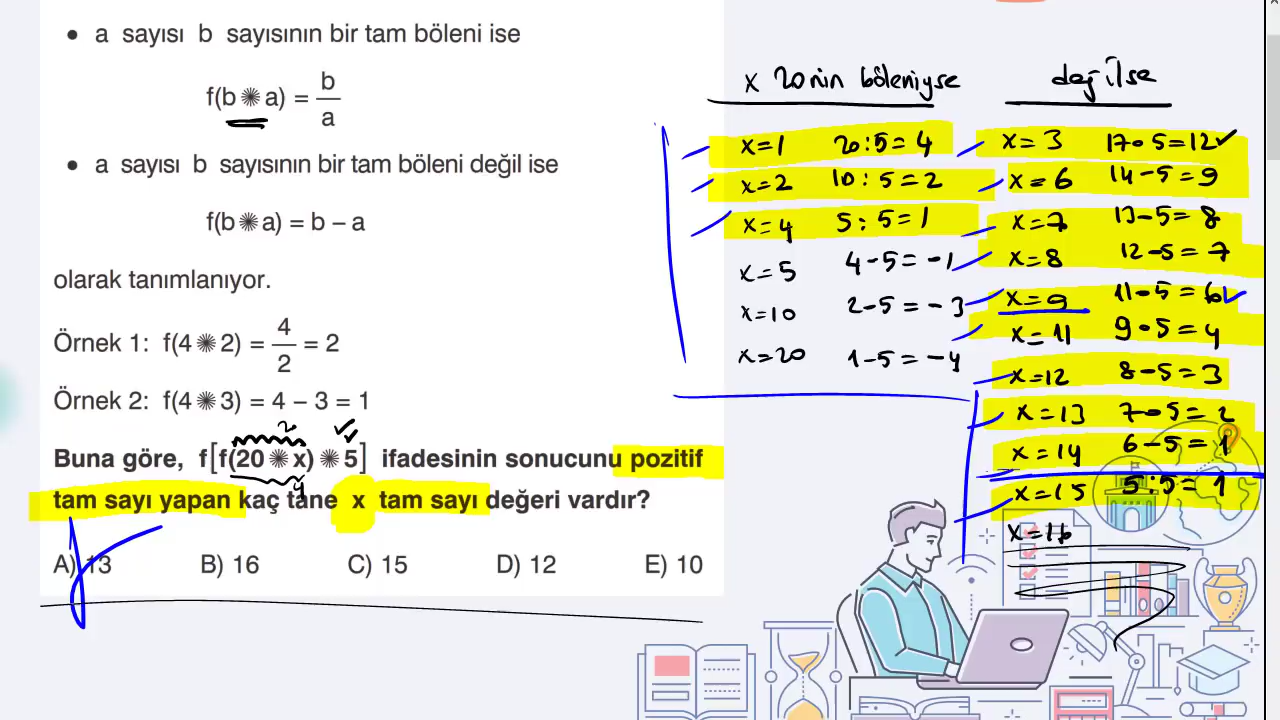 • a sayısı b sayısının bir tam böleni ise
f(b ✺ a) = b/a
• a sayısı b sayısının bir tam böleni değil ise
f(b ✺ a) = b − a
olarak tanımlanıyor.
Örnek 1: f(4 ✺ 2) = 4/2 = 2
Örnek 2: f(4 ✺ 3) = 4 − 3 = 1
2
Buna göre, f[f(20 ✺ x) ✺ 5] ifadesinin sonucunu pozitif
4
tam sayı yapan kaç tane x tam sayı değeri vardır?
A) 13 B) 16 C) 15 D) 12 E) 10
x 20nin böleniyse
x=1 20:5=4
x=2 10:5=2
x=4 5:5=1
x=5 4-5=-1
x=10 2-5=-3
x=20 1-5=-4
değilse
x=3 17-5=12
x=6 14-5=9
x=7 13-5=8
x=8 12-5=7
x=9 11-5=6
x=11 9-5=4
x=12 8-5=3
x=13 7-5=2
x=14 6-5=1
x=15 5:5=1
x=16